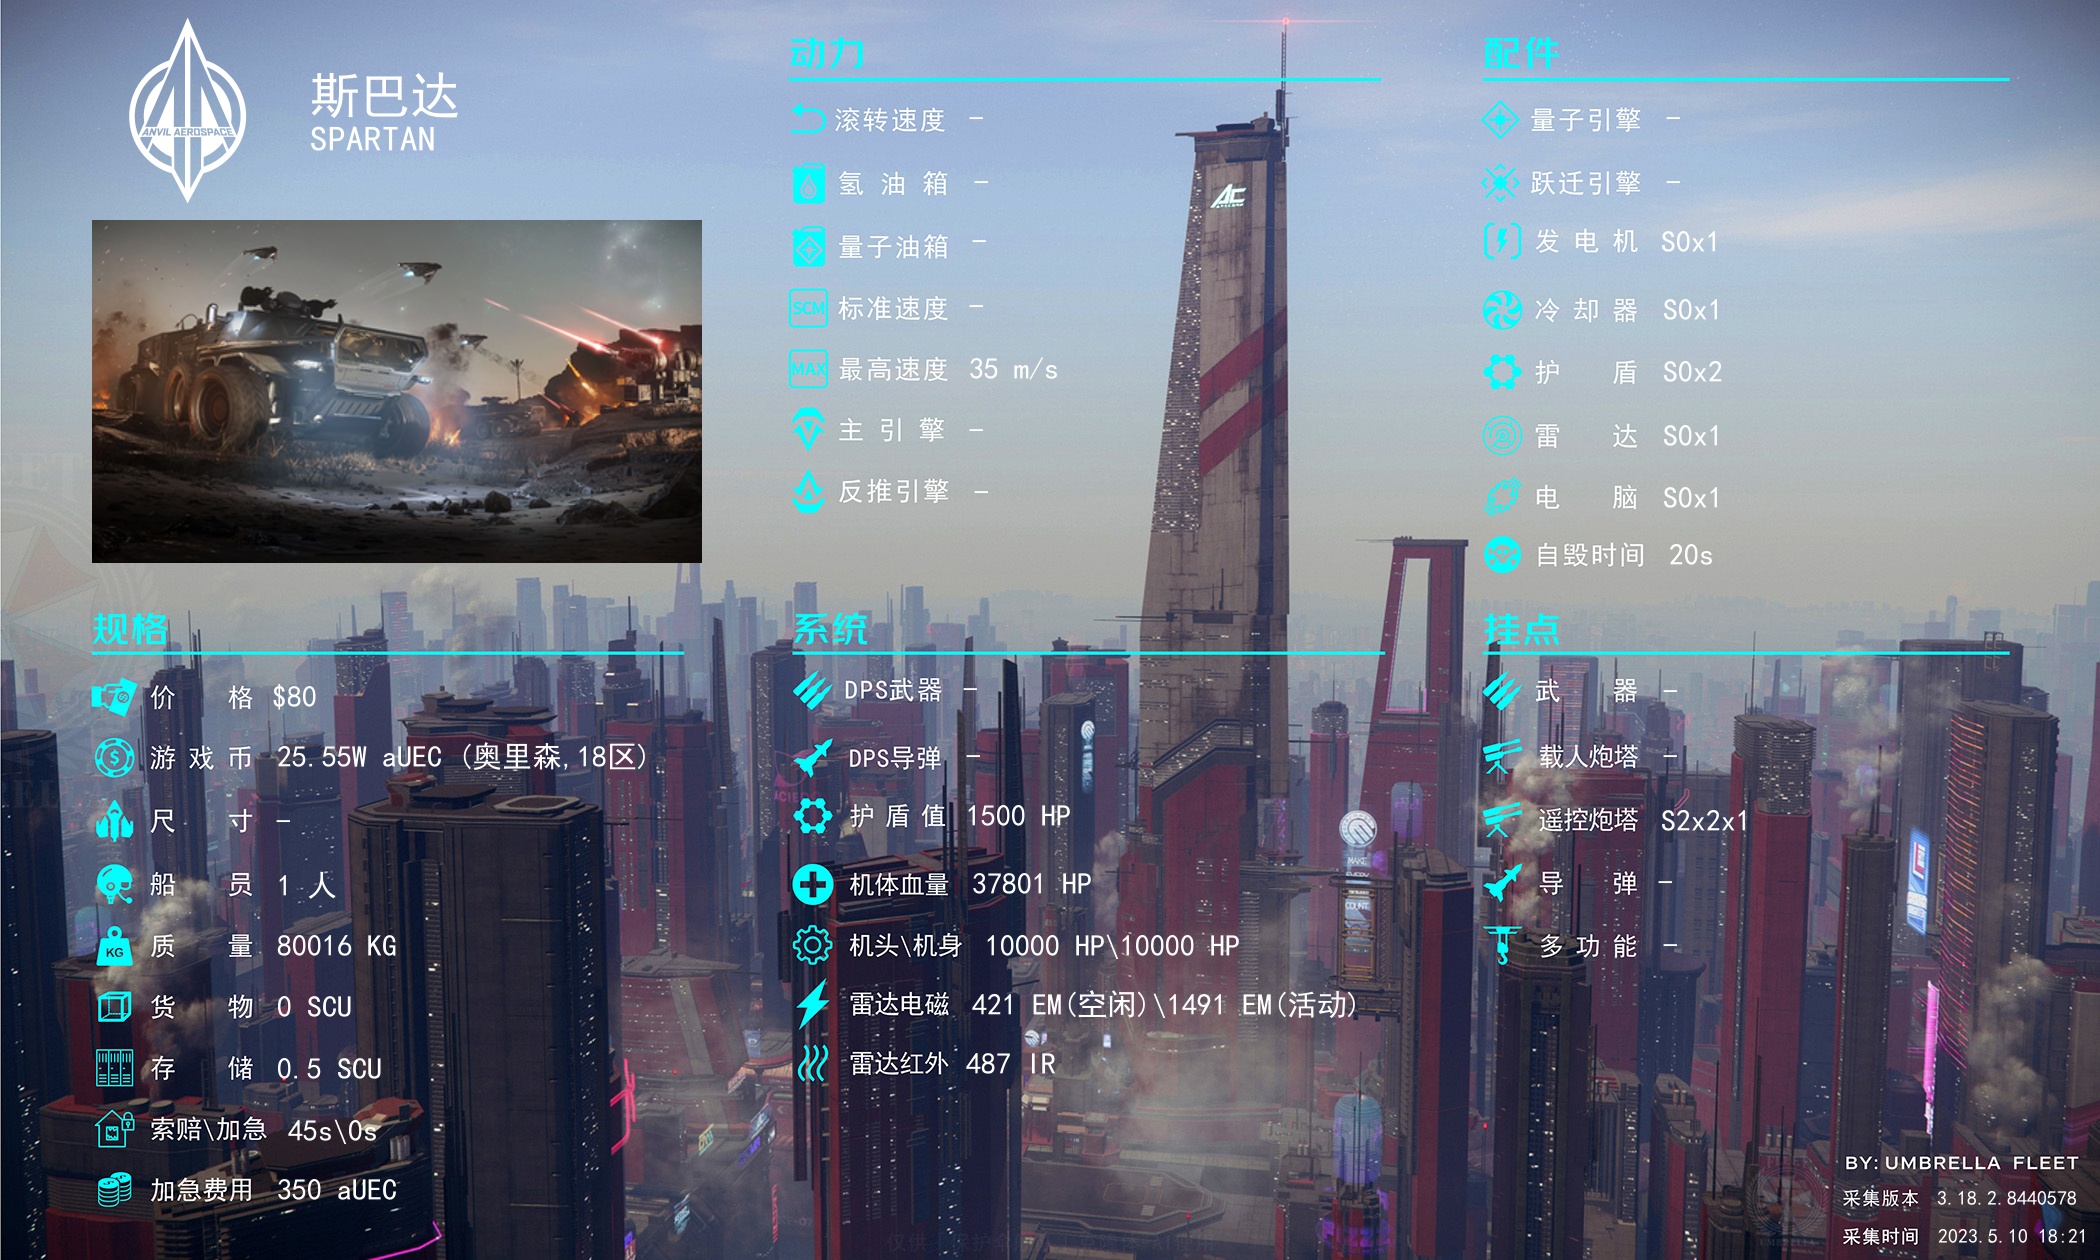 ANVIL AEROSPACE
斯巴达
SPARTAN
动力
滚转速度 -
氢油箱 -
量子油箱 -
SCM 标准速度 -
MAX 最高速度 35 m/s
主引擎 -
反推引擎 -
配件
量子引擎 -
跃迁引擎 -
发电机 S0x1
冷却器 S0x1
护盾 S0x2
雷达 S0x1
电脑 S0x1
自毁时间 20s
规格
价格 $80
游戏币 25.55W aUEC (奥里森,18区)
尺寸 -
船员 1 人
KG 质量 80016 KG
货物 0 SCU
存储 0.5 SCU
索赔\加急 45s\0s
加急费用 350 aUEC
系统
DPS武器 -
DPS导弹 -
护盾值 1500 HP
机体血量 37801 HP
机头\机身 10000 HP\10000 HP
雷达电磁 421 EM(空闲)\1491 EM(活动)
雷达红外 487 IR
挂点
武器 -
载人炮塔 -
遥控炮塔 S2x2x1
导弹 -
多功能 -
AC
MAKE
EVERY
COUNT
BY: UMBRELLA FLEET
采集版本 3.18.2.8440578
采集时间 2023.5.10 18:21